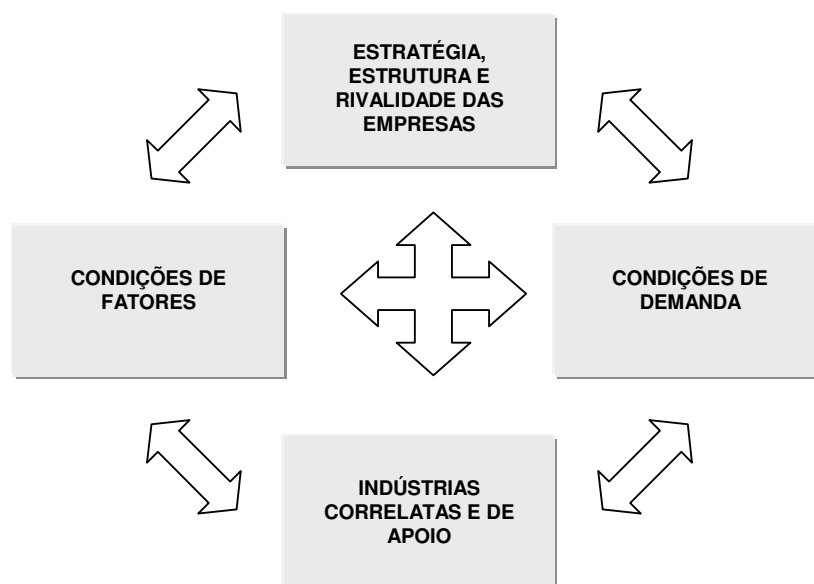 ESTRATÉGIA,
ESTRUTURA E
RIVALIDADE DAS
EMPRESAS
CONDIÇÕES DE
FATORES
CONDIÇÕES DE
DEMANDA
INDÚSTRIAS
CORRELATAS E DE
APOIO